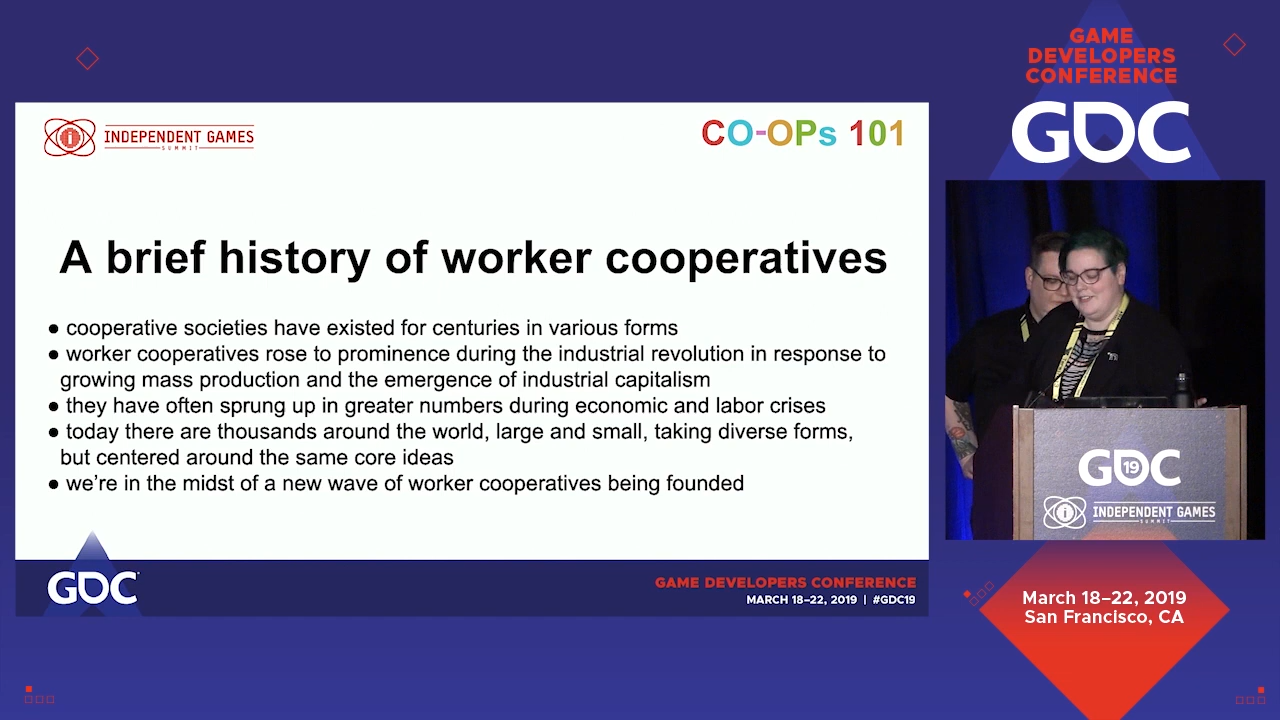 GAME
DEVELOPERS
CONFERENCE
GDC
INDEPENDENT GAMES
SUMMIT
CO-OPs 101
A brief history of worker cooperatives
● cooperative societies have existed for centuries in various forms
● worker cooperatives rose to prominence during the industrial revolution in response to
growing mass production and the emergence of industrial capitalism
● they have often sprung up in greater numbers during economic and labor crises
● today there are thousands around the world, large and small, taking diverse forms,
but centered around the same core ideas
● we’re in the midst of a new wave of worker cooperatives being founded
GDC
GAME DEVELOPERS CONFERENCE
MARCH 18–22, 2019 | #GDC19
GDC
19
INDEPENDENT GAMES
SUMMIT
March 18–22, 2019
San Francisco, CA